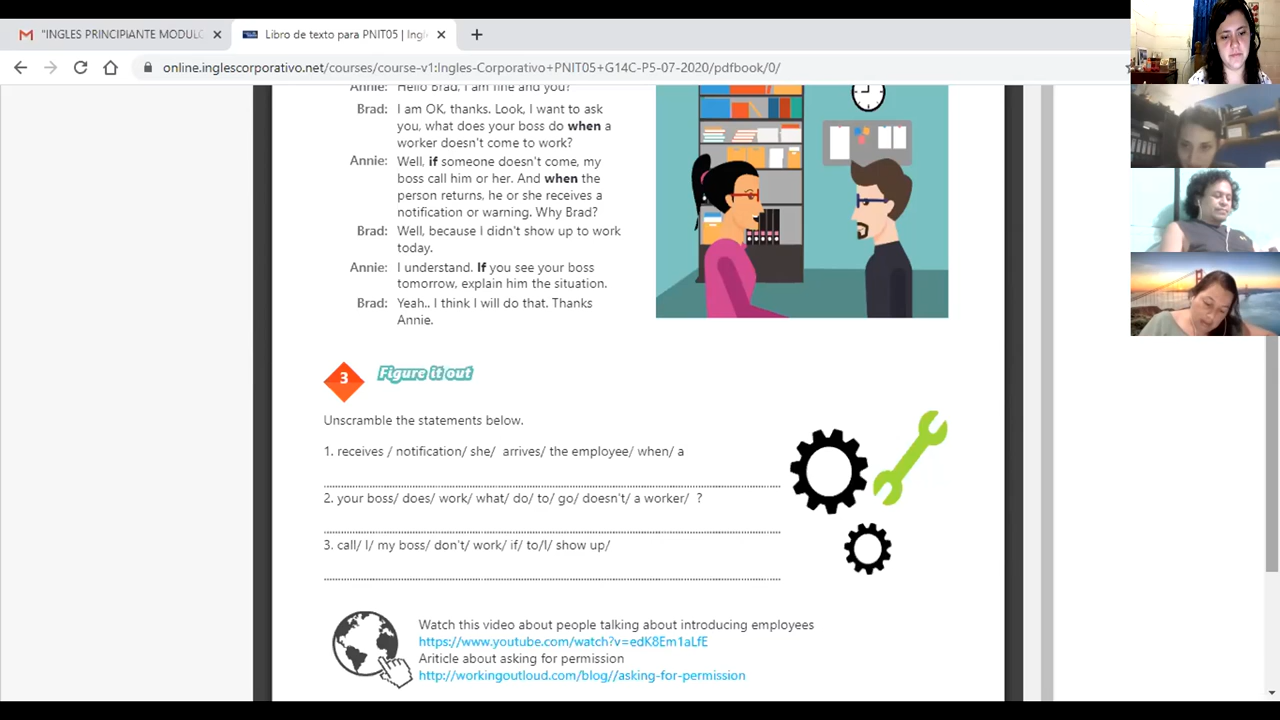 "INGLES PRINCIPIANTE MODULO
Libro de texto para PNIT05 | Ingl
online.inglescorporativo.net/courses/course-v1:Ingles-Corporativo+PNIT05+G14C-P5-07-2020/pdfbook/0/
Annie: Hello Brad, I am fine and you?
Brad: I am OK, thanks. Look, I want to ask
you, what does your boss do when a
worker doesn't come to work?
Annie: Well, if someone doesn't come, my
boss call him or her. And when the
person returns, he or she receives a
notification or warning. Why Brad?
Brad: Well, because I didn't show up to work
today.
Annie: I understand. If you see your boss
tomorrow, explain him the situation.
Brad: Yeah.. I think I will do that. Thanks
Annie.
3 Figure it out
Unscramble the statements below.
1. receives / notification/ she/ arrives/ the employee/ when/ a
2. your boss/ does/ work/ what/ do/ to/ go/ doesn't/ a worker/ ?
3. call/ I/ my boss/ don't/ work/ if/ to/I/ show up/
Watch this video about people talking about introducing employees
https://www.youtube.com/watch?v=edK8Em1aLfE
Ariticle about asking for permission
http://workingoutloud.com/blog//asking-for-permission